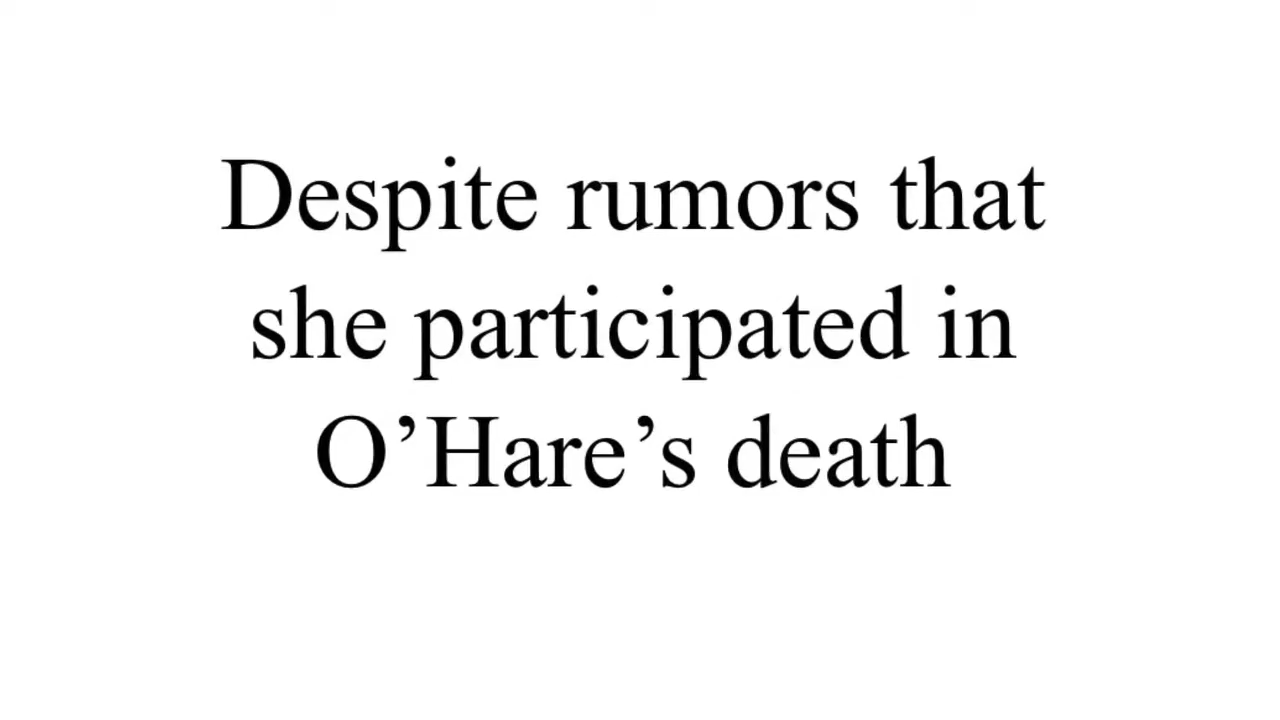 Despite rumors that
she participated in
O’Hare’s death